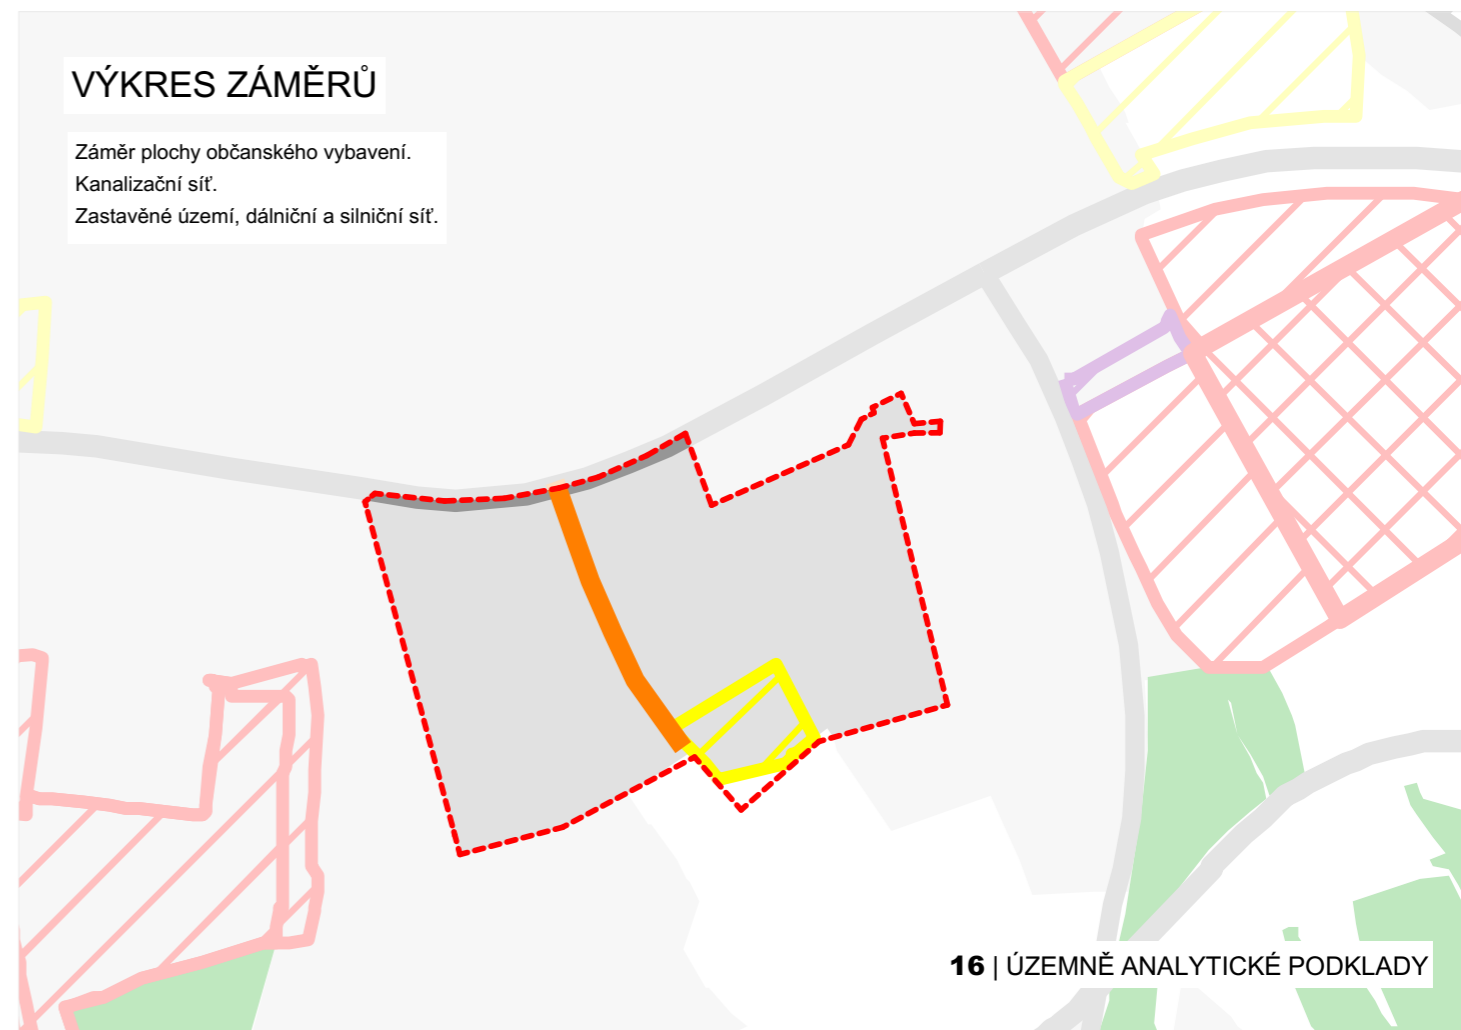 VÝKRES ZÁMĚRŮ
Záměr plochy občanského vybavení.
Kanalizační síť.
Zastavěné území, dálniční a silniční síť.
16 | ÚZEMNĚ ANALYTICKÉ PODKLADY